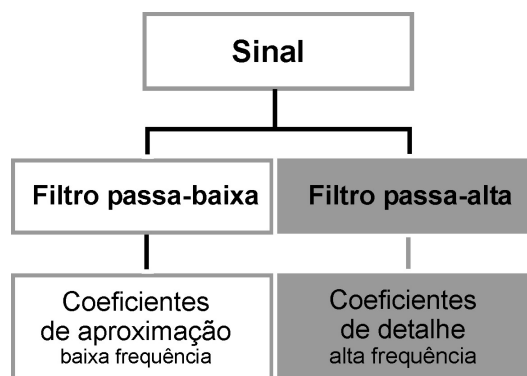 Sinal
Filtro passa-baixa
Filtro passa-alta
Coeficientes
de aproximação
baixa frequência
Coeficientes
de detalhe
alta frequência